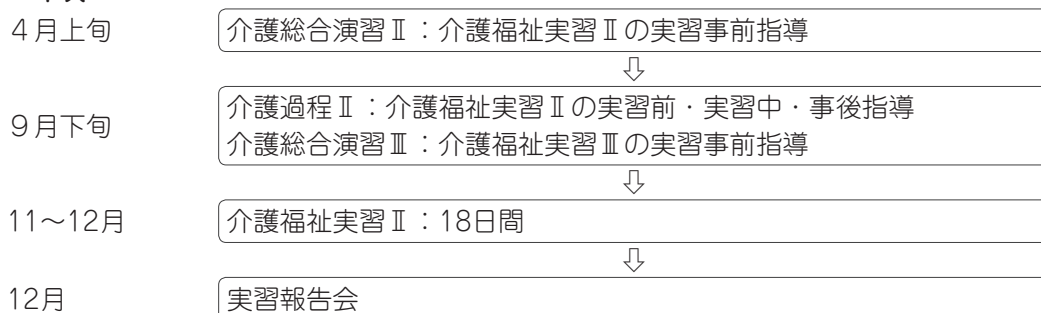 4月上旬
介護総合演習Ⅱ:介護福祉実習Ⅱの実習事前指導
⇩
9月下旬
介護過程Ⅱ:介護福祉実習Ⅱの実習前・実習中・事後指導
介護総合演習Ⅲ:介護福祉実習Ⅲの実習事前指導
⇩
11～12月
介護福祉実習Ⅱ:18日間
⇩
12月
実習報告会